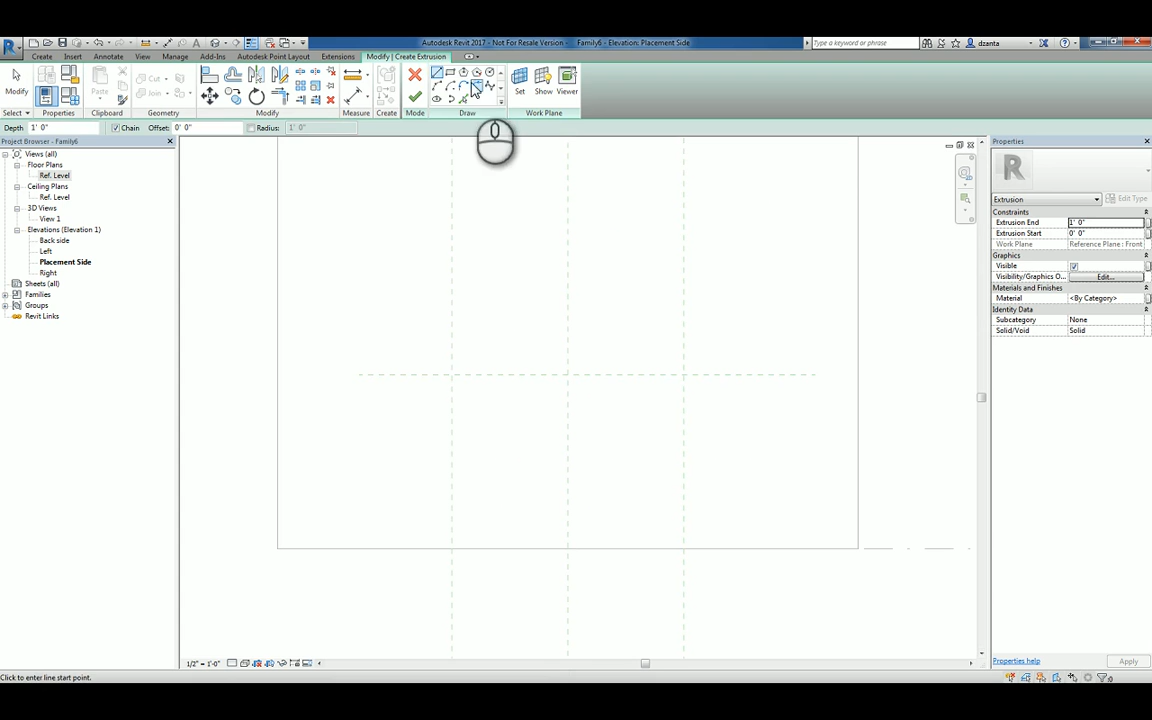 Autodesk Revit 2017 - Not For Resale Version - Family6 - Elevation: Placement Side
Type a keyword or phrase
dzanta
Create Insert Annotate View Manage Add-Ins Autodesk Point Layout Extensions Modify | Create Extrusion
Modify
Cut
Paste
Join
Set Show Viewer
Select Properties Clipboard Modify Measure Create Mode Draw Work Plane
Depth 1' 0" Chain Offset: 0' 0" Radius: 1' 0"
Project Browser - Family6
Views (all)
Floor Plans
Ref. Level
Ceiling Plans
Ref. Level
3D Views
View 1
Elevations (Elevation 1)
Back side
Left
Placement Side
Right
Sheets (all)
Families
Groups
Revit Links
Properties
Extrusion
Edit Type
Constraints
Extrusion End 1' 0"
Extrusion Start 0' 0"
Work Plane Reference Plane : Front
Graphics
Visible
Visibility/Graphics O... Edit...
Materials and Finishes
Material <By Category>
Identity Data
Subcategory None
Solid/Void Solid
Properties help
Apply
1/2" = 1'-0"
Click to enter line start point.
:0